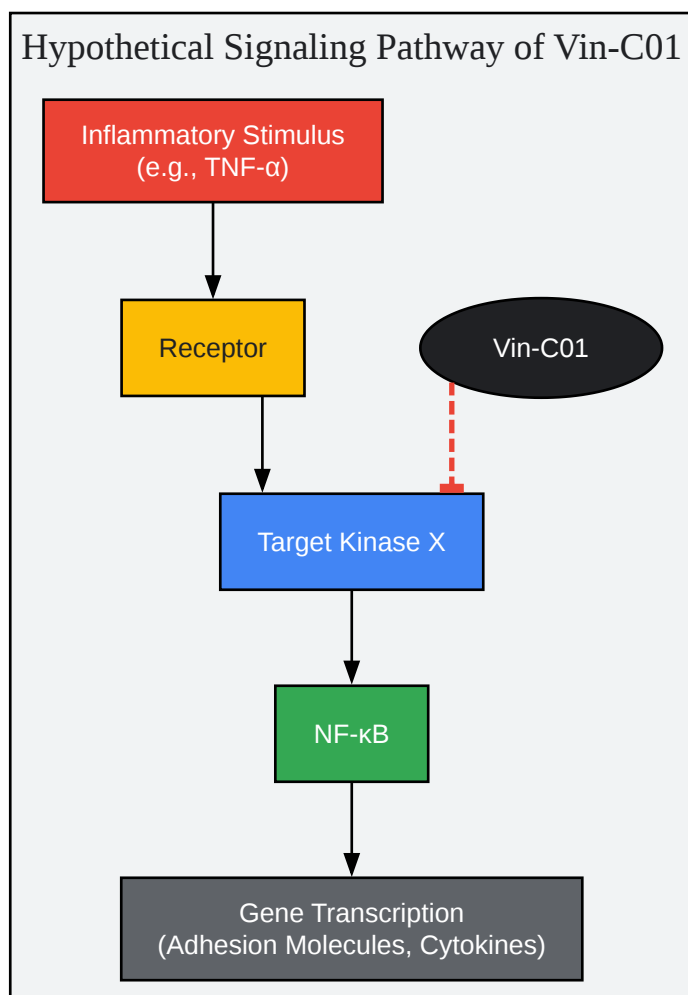 Hypothetical Signaling Pathway of Vin-C01
Inflammatory Stimulus
(e.g., TNF-α)
Receptor
Vin-C01
Target Kinase X
NF-κB
Gene Transcription
(Adhesion Molecules, Cytokines)